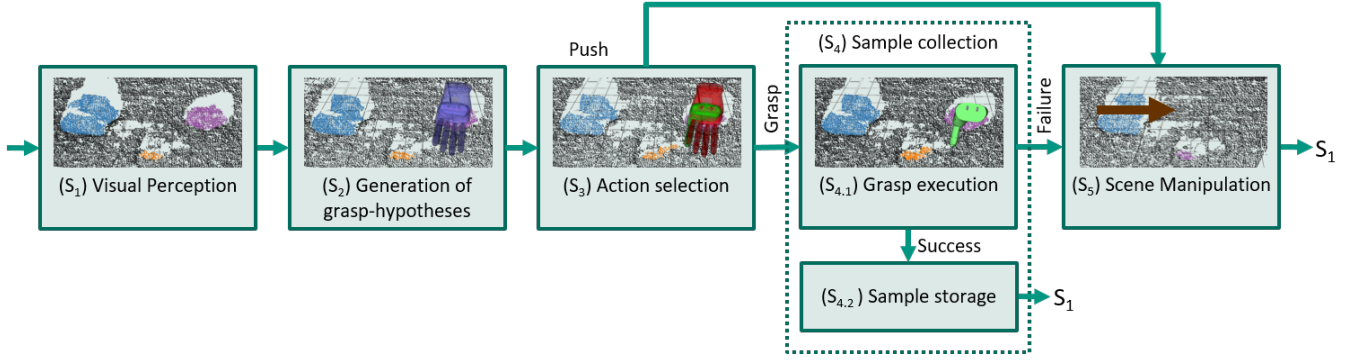 Push
(S4) Sample collection
Grasp
Failure
(S1) Visual Perception
(S2) Generation of
grasp-hypotheses
(S3) Action selection
(S4.1) Grasp execution
(S5) Scene Manipulation
S1
Success
(S4.2 ) Sample storage
S1